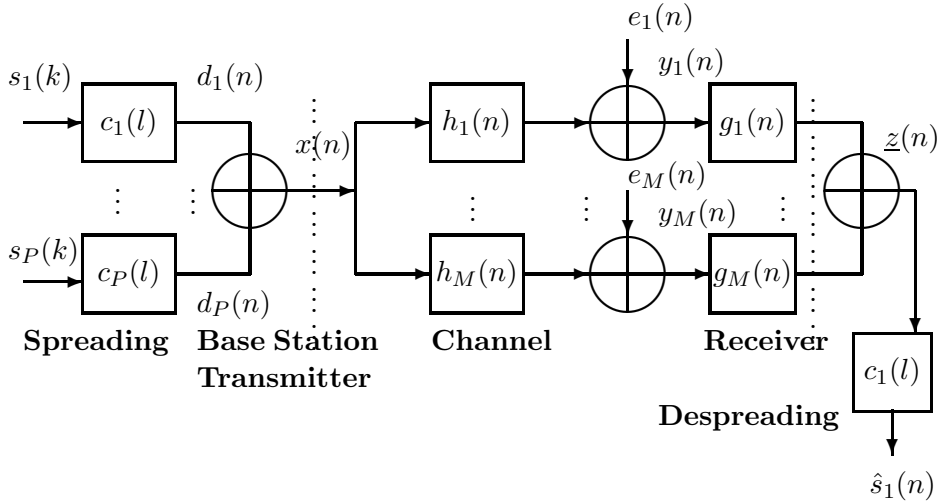 e_1(n)
s_1(k) d_1(n) y_1(n)
c_1(l) h_1(n) g_1(n)
x(n) z(n)
e_M(n)
s_P(k) y_M(n)
c_P(l) h_M(n) g_M(n)
d_P(n)
Spreading Base Station Channel Receiver
Transmitter
c_1(l)
Despreading
ŝ_1(n)